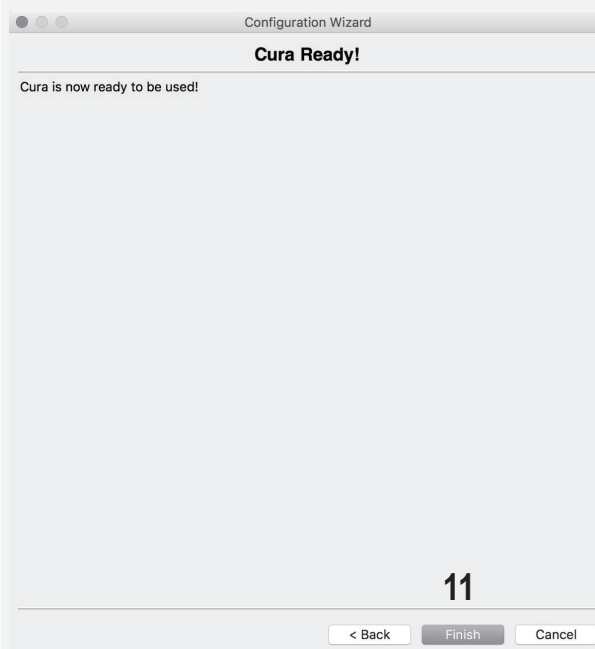 Configuration Wizard
Cura Ready!
Cura is now ready to be used!
11
< Back Finish Cancel